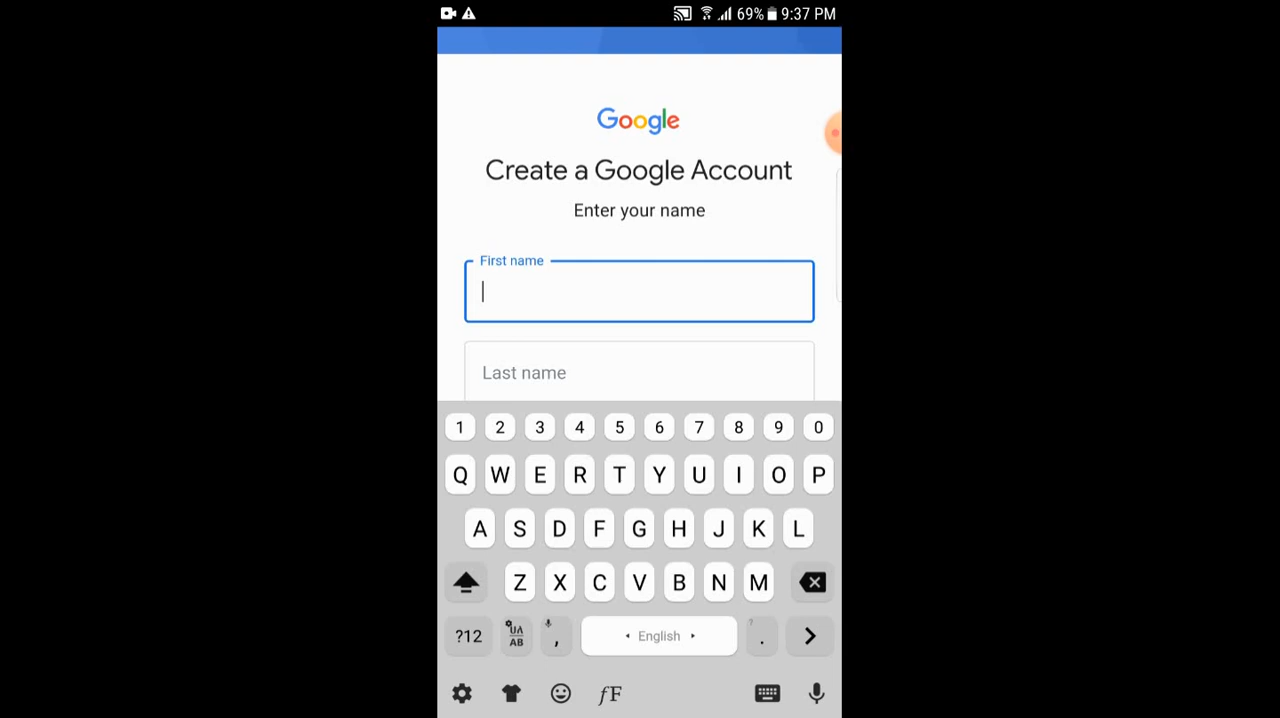 69% 9:37 PM
Google
Create a Google Account
Enter your name
First name
Last name
1 2 3 4 5 6 7 8 9 0
Q W E R T Y U I O P
A S D F G H J K L
Z X C V B N M
?12 UA AB , English .
fF